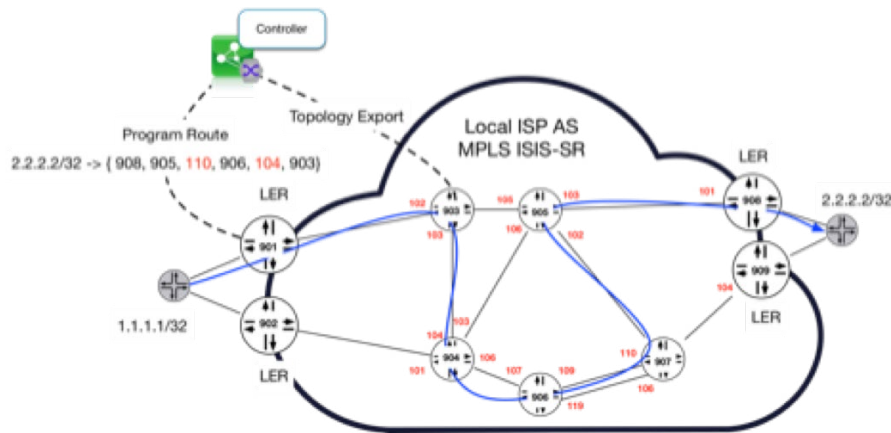 Controller
Program Route
Topology Export
Local ISP AS
MPLS ISIS-SR
2.2.2.2/32 -> { 908, 905, 110, 906, 104, 903}
LER
LER
102
903
105
905
103
101
908
2.2.2.2/32
901
103
106
102
909
104
LER
1.1.1.1/32
902
LER
103
104
904
106
101
107
109
110
907
106
906
119